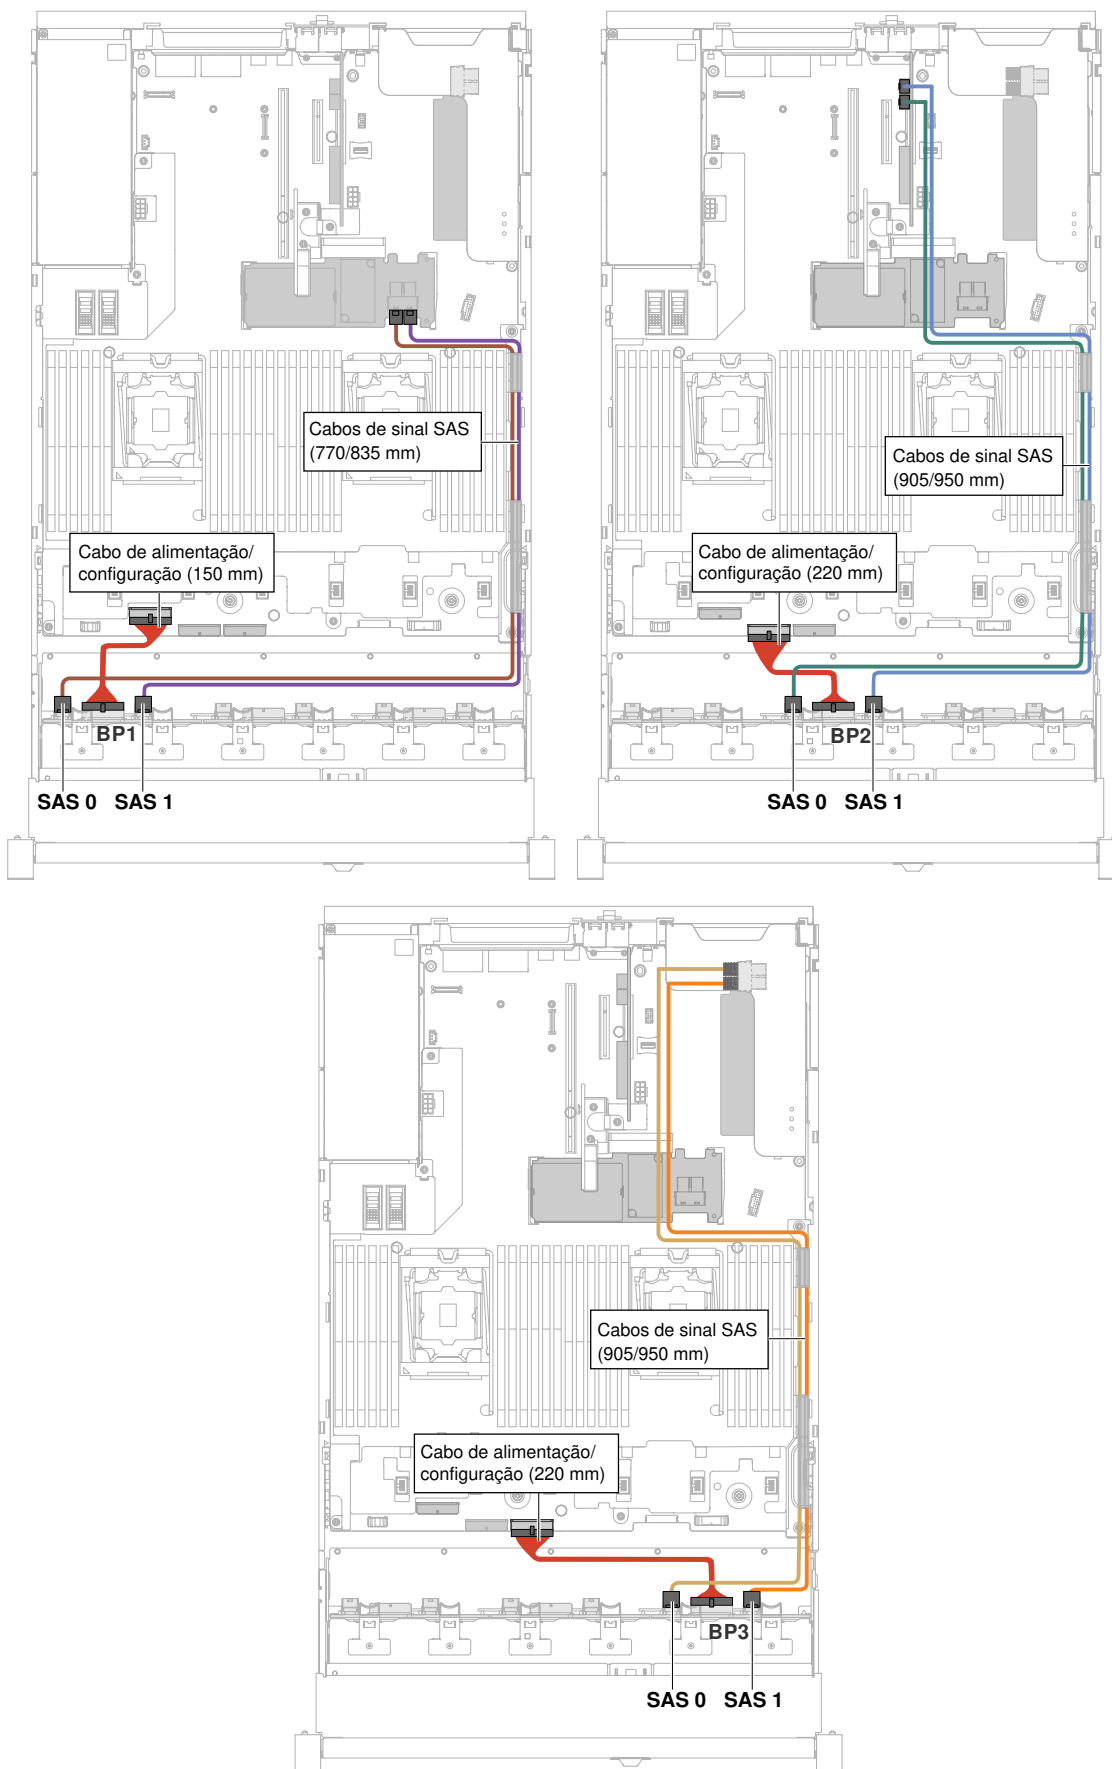 Cabos de sinal SAS
(770/835 mm)
Cabo de alimentação/
configuração (150 mm)
BP1
SAS 0 SAS 1
Cabos de sinal SAS
(905/950 mm)
Cabo de alimentação/
configuração (220 mm)
BP2
SAS 0 SAS 1
Cabos de sinal SAS
(905/950 mm)
Cabo de alimentação/
configuração (220 mm)
BP3
SAS 0 SAS 1